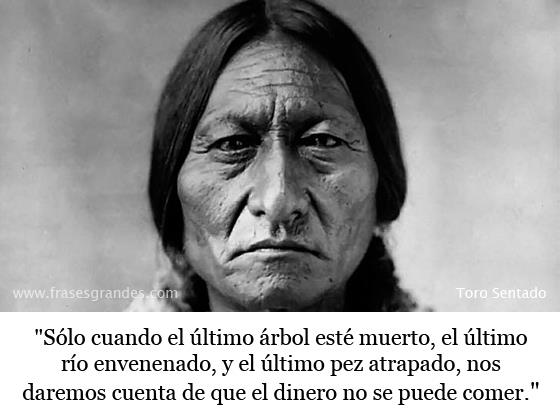 www.frasesgrandes.com
Toro Sentado
"Sólo cuando el último árbol esté muerto, el último
río envenenado, y el último pez atrapado, nos
daremos cuenta de que el dinero no se puede comer."